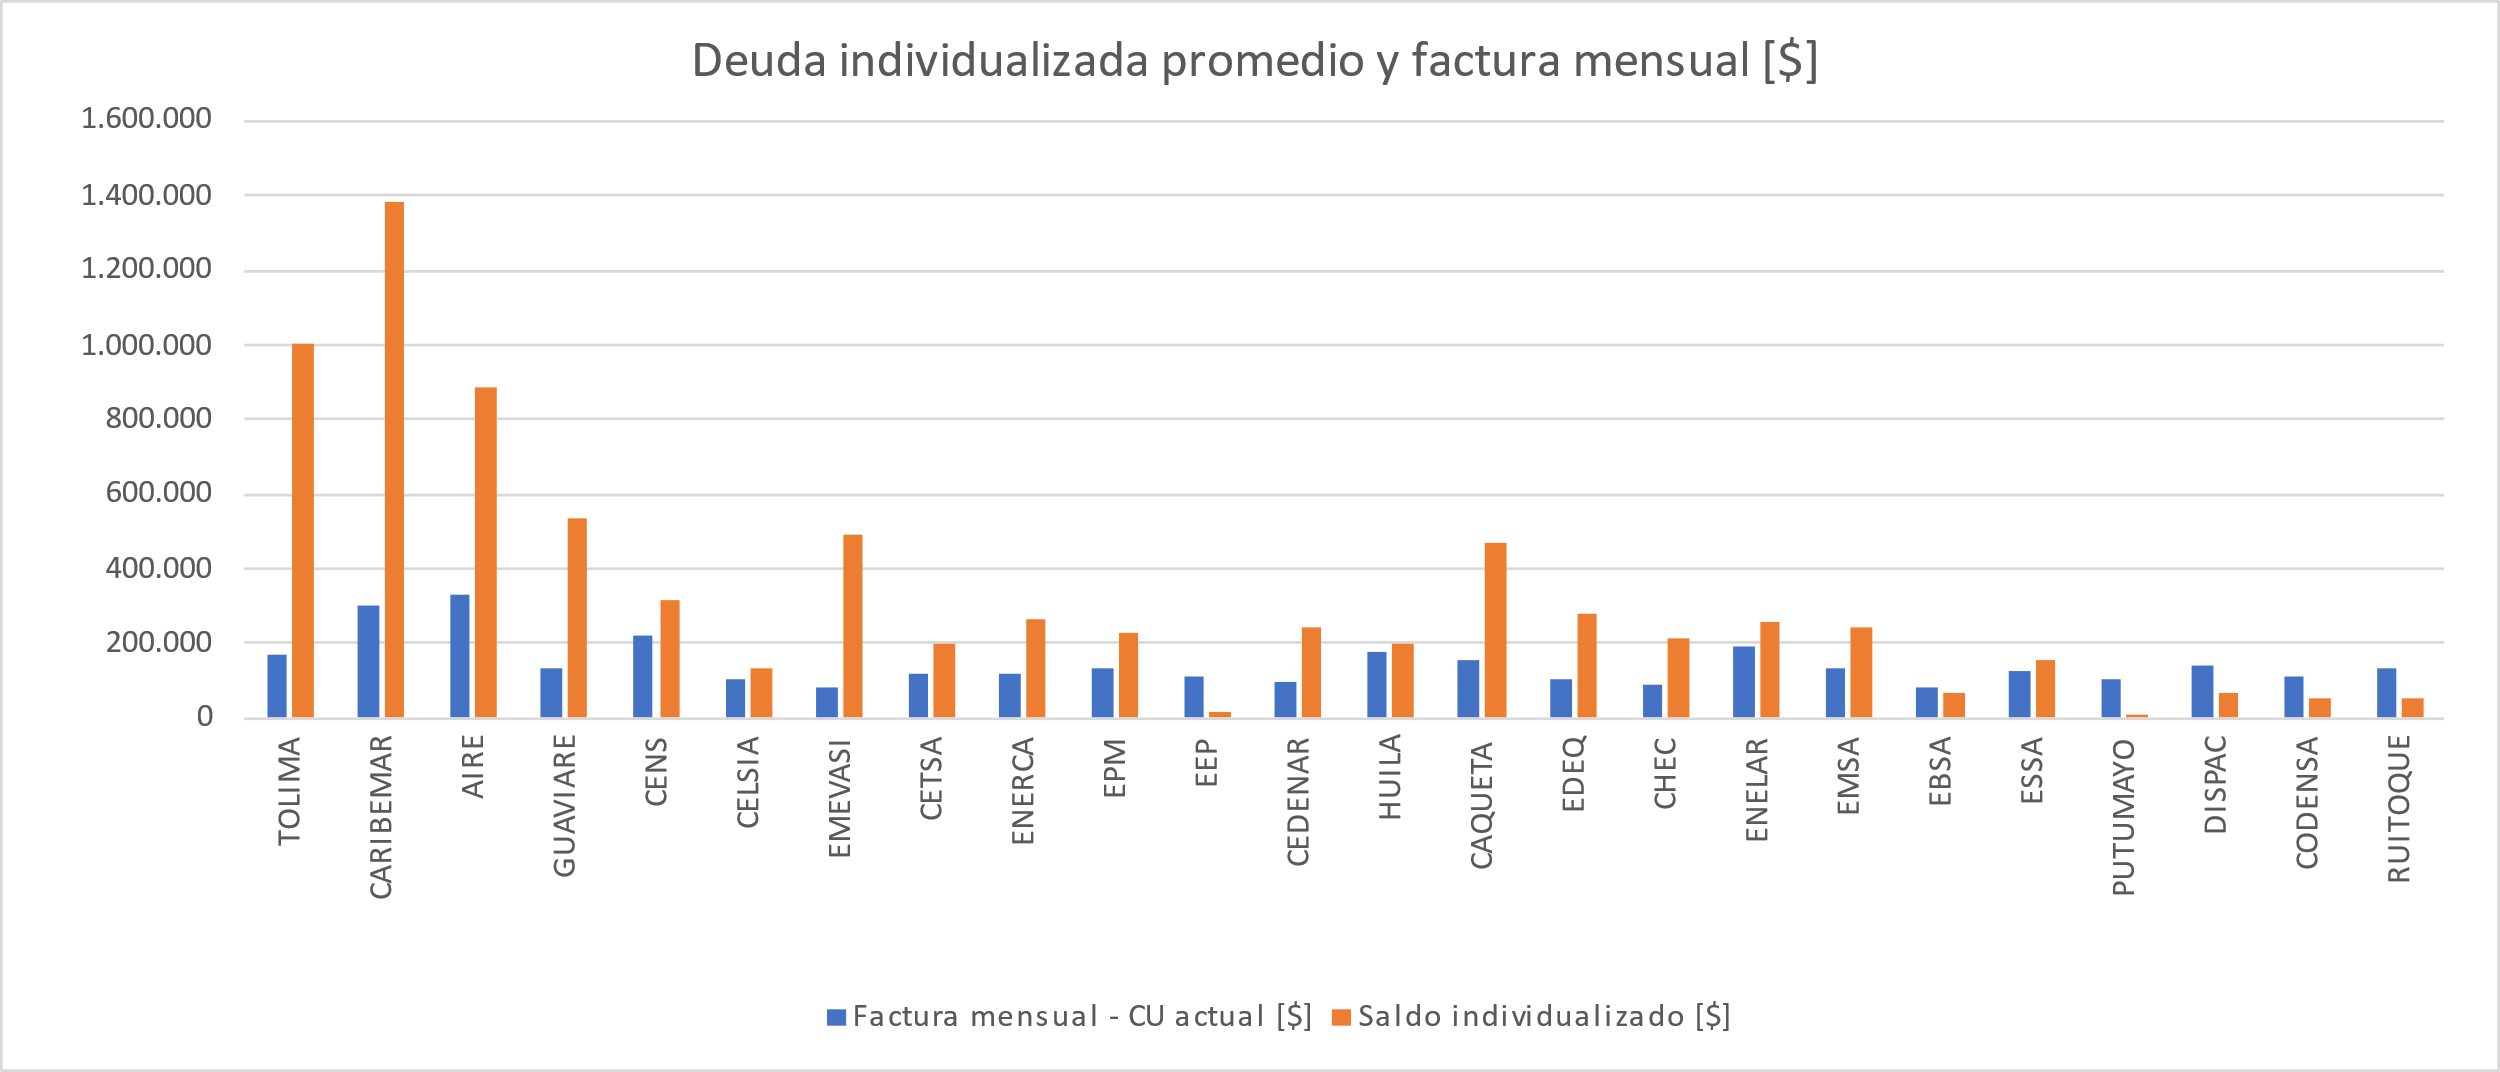 Deuda individualizada promedio y factura mensual [$]
1.600.000
1.400.000
1.200.000
1.000.000
800.000
600.000
400.000
200.000
0
TOLIMA
CARIBEMAR
AIRE
GUAVIARE
CENS
CELSIA
EMEVASI
CETSA
ENERCA
EPM
EEP
CEDENAR
HUILA
CAQUETA
EDEQ
CHEC
ENELAR
EMSA
EBSA
ESSA
PUTUMAYO
DISPAC
CODENSA
RUITOQUE
Factura mensual - CU actual [$]
Saldo individualizado [$]